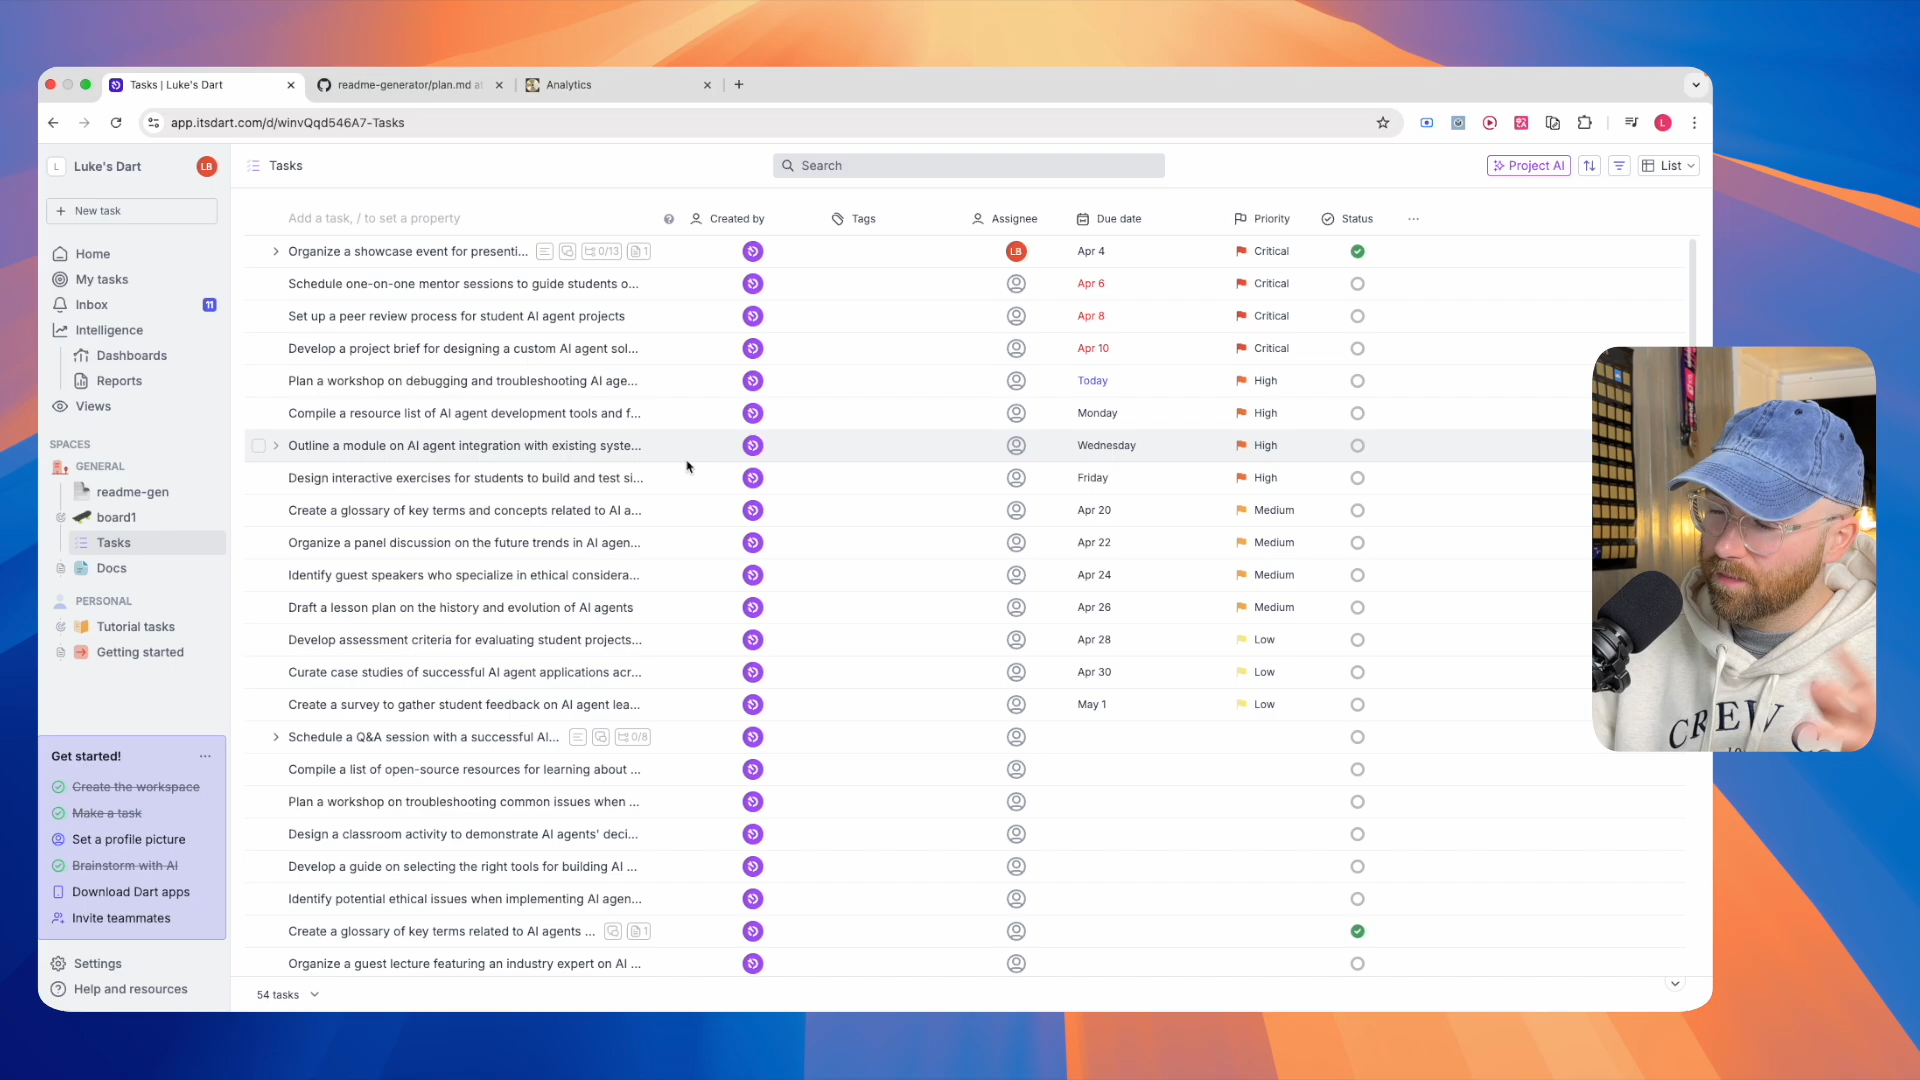 Tasks | Luke's Dart
readme-generator/plan.md at
Analytics
app.itsdart.com/d/winvQqd546A7-Tasks
L
L Luke's Dart LB
New task
Home
My tasks
Inbox 11
Intelligence
Dashboards
Reports
Views
SPACES
GENERAL
readme-gen
board1
Tasks
Docs
PERSONAL
Tutorial tasks
Getting started
Get started!
Create the workspace
Make a task
Set a profile picture
Brainstorm with AI
Download Dart apps
Invite teammates
Settings
Help and resources
Tasks
Search
Project AI
List
Add a task, / to set a property Created by Tags Assignee Due date Priority Status
Organize a showcase event for presenti... 0/13 1 LB Apr 4 Critical
Schedule one-on-one mentor sessions to guide students o... Apr 6 Critical
Set up a peer review process for student AI agent projects Apr 8 Critical
Develop a project brief for designing a custom AI agent sol... Apr 10 Critical
Plan a workshop on debugging and troubleshooting AI age... Today High
Compile a resource list of AI agent development tools and f... Monday High
Outline a module on AI agent integration with existing syste... Wednesday High
Design interactive exercises for students to build and test si... Friday High
Create a glossary of key terms and concepts related to AI a... Apr 20 Medium
Organize a panel discussion on the future trends in AI agen... Apr 22 Medium
Identify guest speakers who specialize in ethical considera... Apr 24 Medium
Draft a lesson plan on the history and evolution of AI agents Apr 26 Medium
Develop assessment criteria for evaluating student projects... Apr 28 Low
Curate case studies of successful AI agent applications acr... Apr 30 Low
Create a survey to gather student feedback on AI agent lea... May 1 Low
Schedule a Q&A session with a successful AI... 0/8
Compile a list of open-source resources for learning about ...
Plan a workshop on troubleshooting common issues when ...
Design a classroom activity to demonstrate AI agents' deci...
Develop a guide on selecting the right tools for building AI ...
Identify potential ethical issues when implementing AI agen...
Create a glossary of key terms related to AI agents ... 1
Organize a guest lecture featuring an industry expert on AI ...
54 tasks
CREW